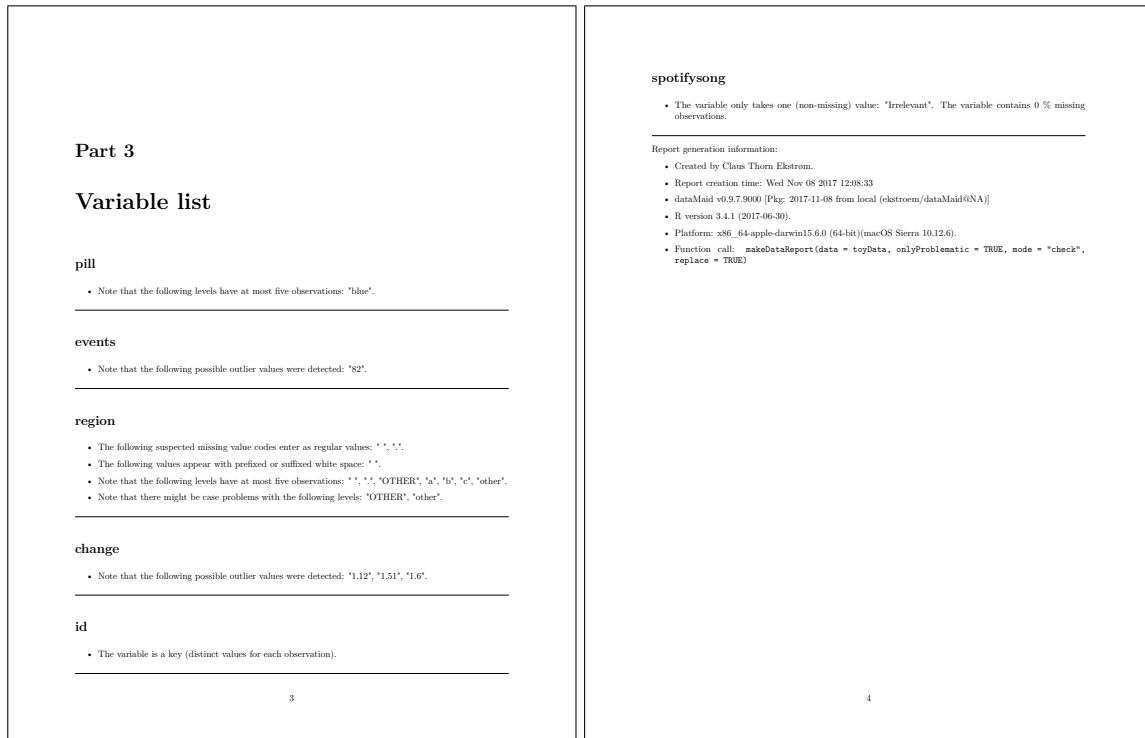 Part 3
Variable list
pill
• Note that the following levels have at most five observations: "blue".
events
• Note that the following possible outlier values were detected: "82".
region
• The following suspected missing value codes enter as regular values: " ", ".".
• The following values appear with prefixed or suffixed white space: " ".
• Note that the following levels have at most five observations: " ", ".", "OTHER", "a", "b", "c", "other".
• Note that there might be case problems with the following levels: "OTHER", "other".
change
• Note that the following possible outlier values were detected: "1.12", "1.51", "1.6".
id
• The variable is a key (distinct values for each observation).
3
spotifysong
• The variable only takes one (non-missing) value: "Irrelevant". The variable contains 0 % missing
observations.
Report generation information:
• Created by Claus Thorn Ekstrøm.
• Report creation time: Wed Nov 08 2017 12:08:33
• dataMaid v0.9.7.9000 [Pkg: 2017-11-08 from local (ekstroem/dataMaid@NA)]
• R version 3.4.1 (2017-06-30).
• Platform: x86_64-apple-darwin15.6.0 (64-bit)(macOS Sierra 10.12.6).
• Function call: makeDataReport(data = toyData, onlyProblematic = TRUE, mode = "check",
replace = TRUE)
4